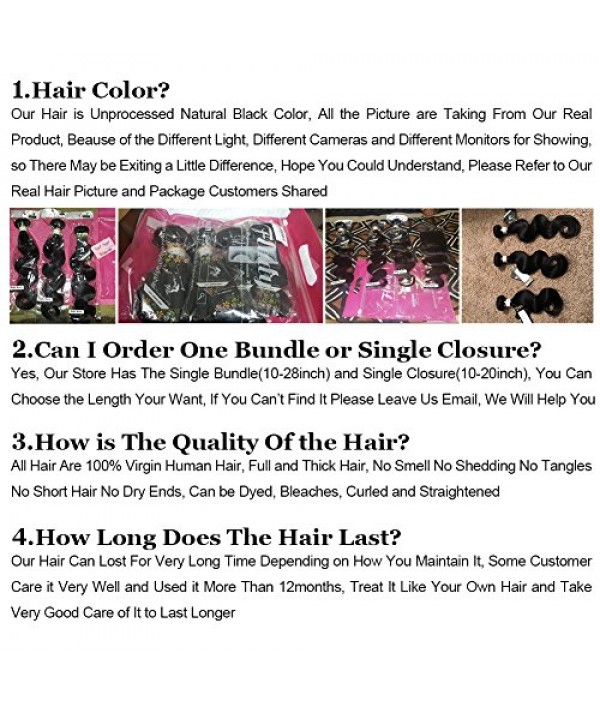 1.Hair Color?
Our Hair is Unprocessed Natural Black Color, All the Picture are Taking From Our Real
Product, Beause of the Different Light, Different Cameras and Different Monitors for Showing,
so There May be Exiting a Little Difference, Hope You Could Understand, Please Refer to Our
Real Hair Picture and Package Customers Shared
2.Can I Order One Bundle or Single Closure?
Yes, Our Store Has The Single Bundle(10-28inch) and Single Closure(10-20inch), You Can
Choose the Length Your Want, If You Can't Find It Please Leave Us Email, We Will Help You
3.How is The Quality Of the Hair?
All Hair Are 100% Virgin Human Hair, Full and Thick Hair, No Smell No Shedding No Tangles
No Short Hair No Dry Ends, Can be Dyed, Bleaches, Curled and Straightened
4.How Long Does The Hair Last?
Our Hair Can Lost For Very Long Time Depending on How You Maintain It, Some Customer
Care it Very Well and Used it More Than 12months, Treat It Like Your Own Hair and Take
Very Good Care of It to Last Longer